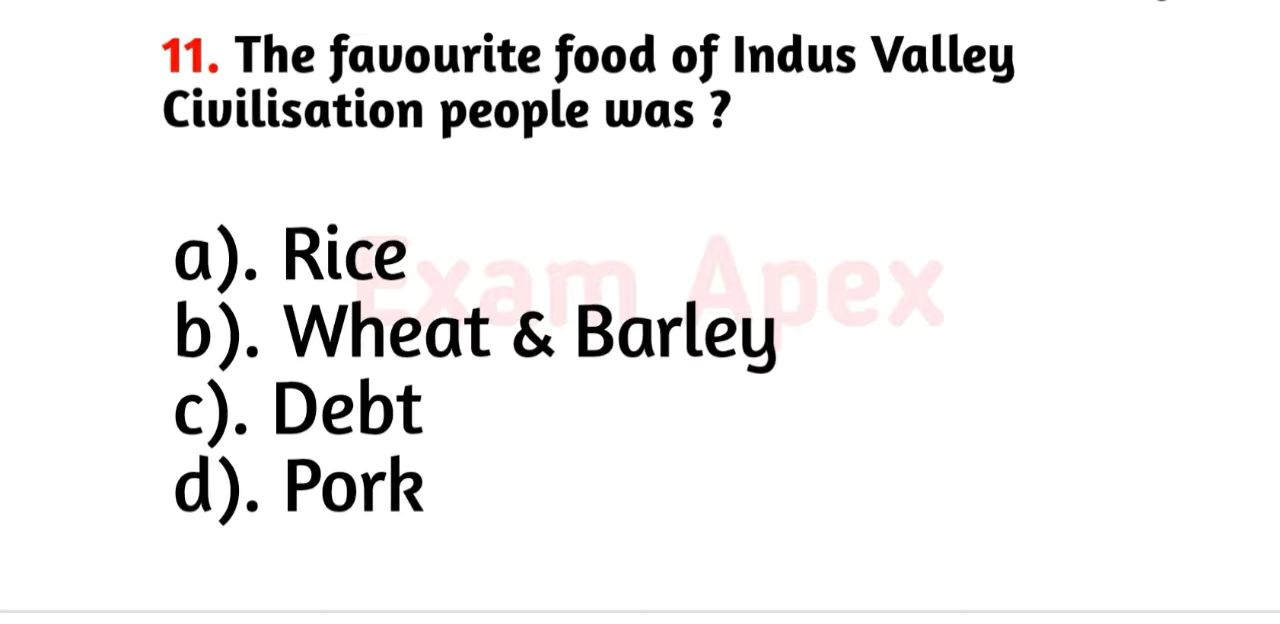 11. The favourite food of Indus Valley
Civilisation people was ?
Exam Apex
a). Rice
b). Wheat & Barley
c). Debt
d). Pork